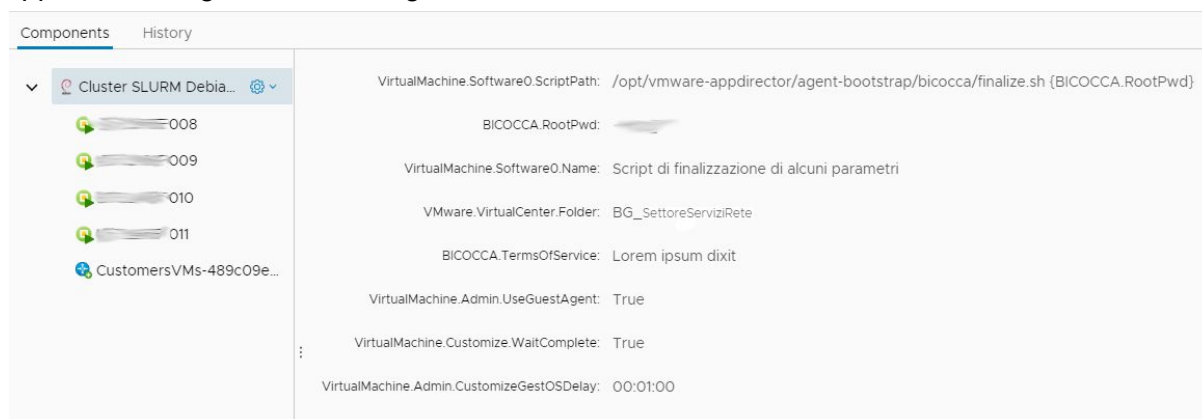 Components History
Cluster SLURM Debia...
008
009
010
011
CustomersVMs-489c09e...
VirtualMachine.Software0.ScriptPath: /opt/vmware-appdirector/agent-bootstrap/bicocca/finalize.sh {BICOCCA.RootPwd}
BICOCCA.RootPwd:
VirtualMachine.Software0.Name: Script di finalizzazione di alcuni parametri
VMware.VirtualCenter.Folder: BG_SettoreServiziRete
BICOCCA.TermsOfService: Lorem ipsum dixit
VirtualMachine.Admin.UseGuestAgent: True
VirtualMachine.Customize.WaitComplete: True
VirtualMachine.Admin.CustomizeGestOSDelay: 00:01:00